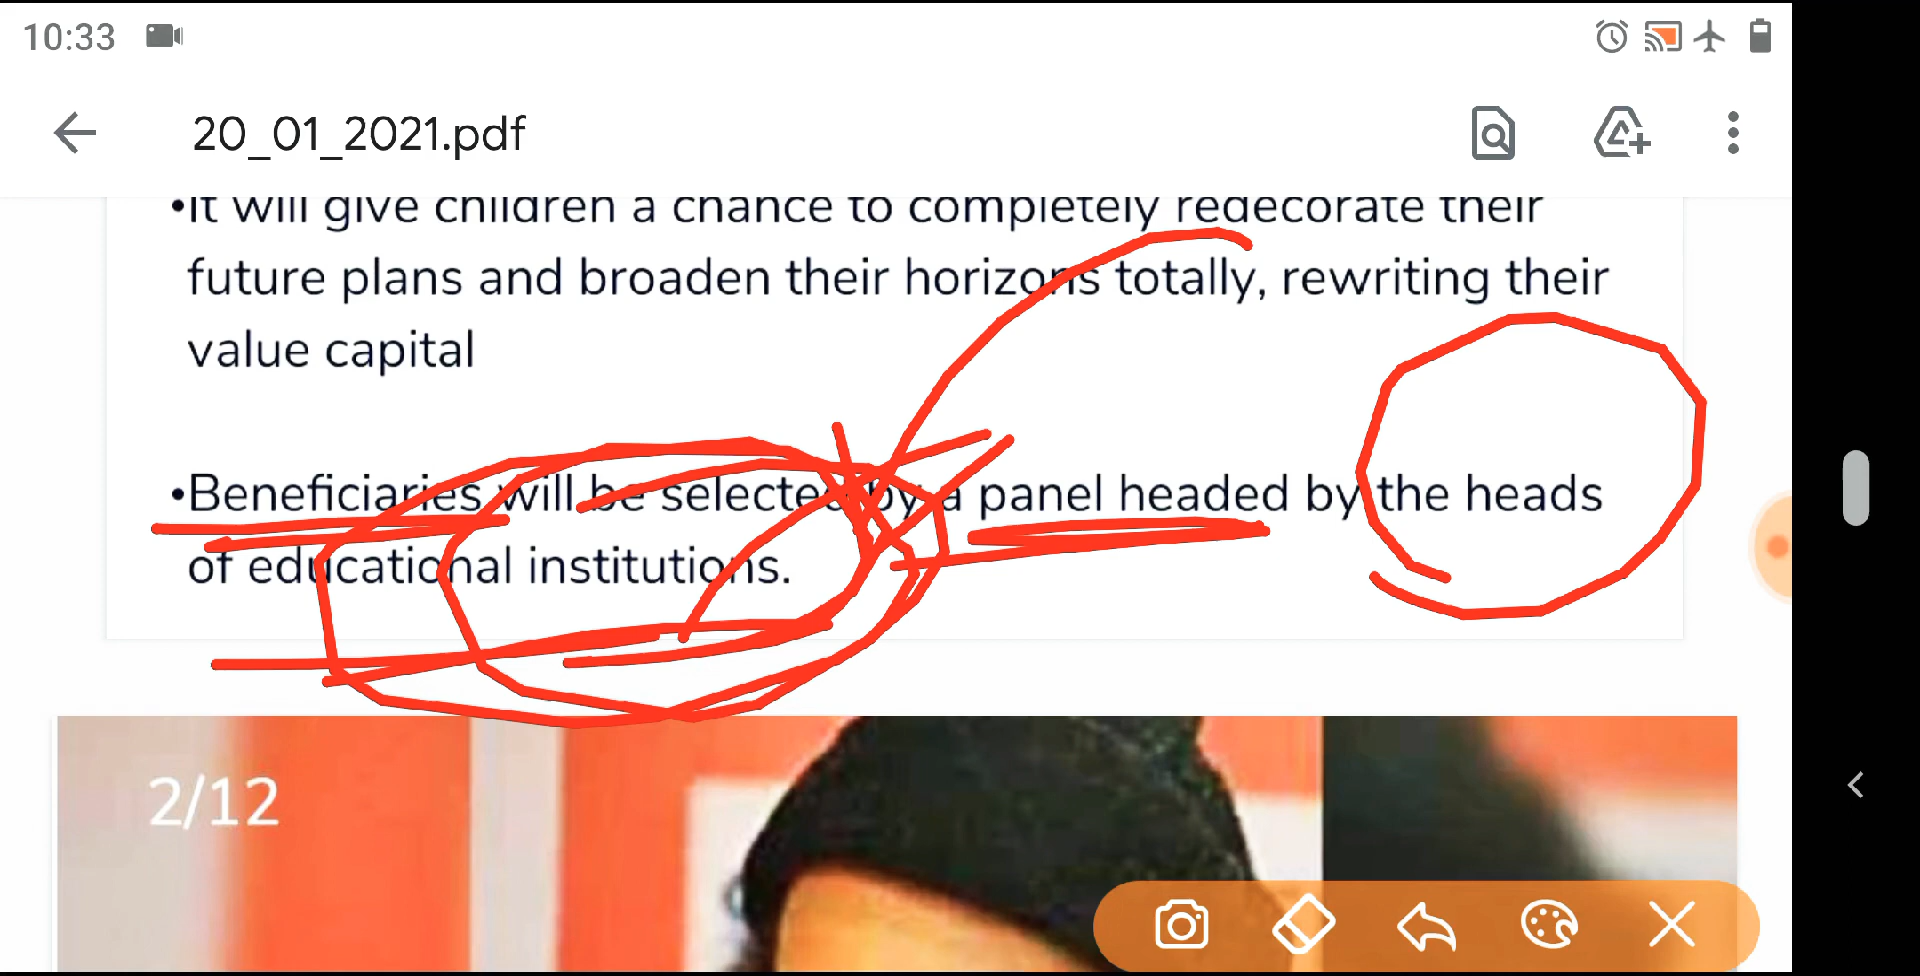 10:33
20_01_2021.pdf
•It will give children a chance to completely redecorate their
future plans and broaden their horizons totally, rewriting their
value capital
•Beneficiaries will be selected by a panel headed by the heads
of educational institutions.
2/12